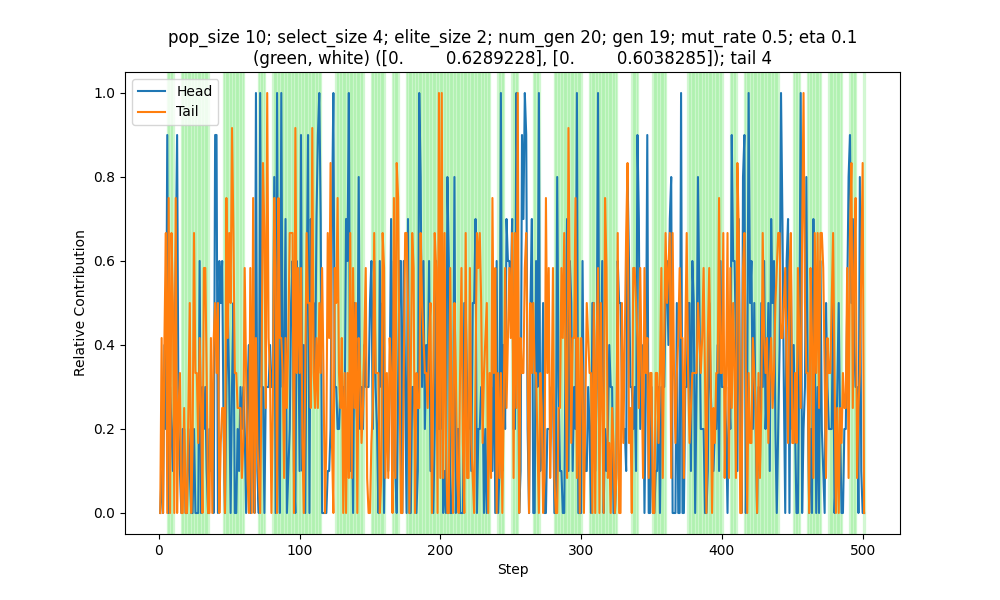 pop_size 10; select_size 4; elite_size 2; num_gen 20; gen 19; mut_rate 0.5; eta 0.1
(green, white) ([0. 0.6289228], [0. 0.6038285]); tail 4
Head
Tail
1.0
0.8
0.6
0.4
0.2
0.0
Relative Contribution
0 100 200 300 400 500
Step